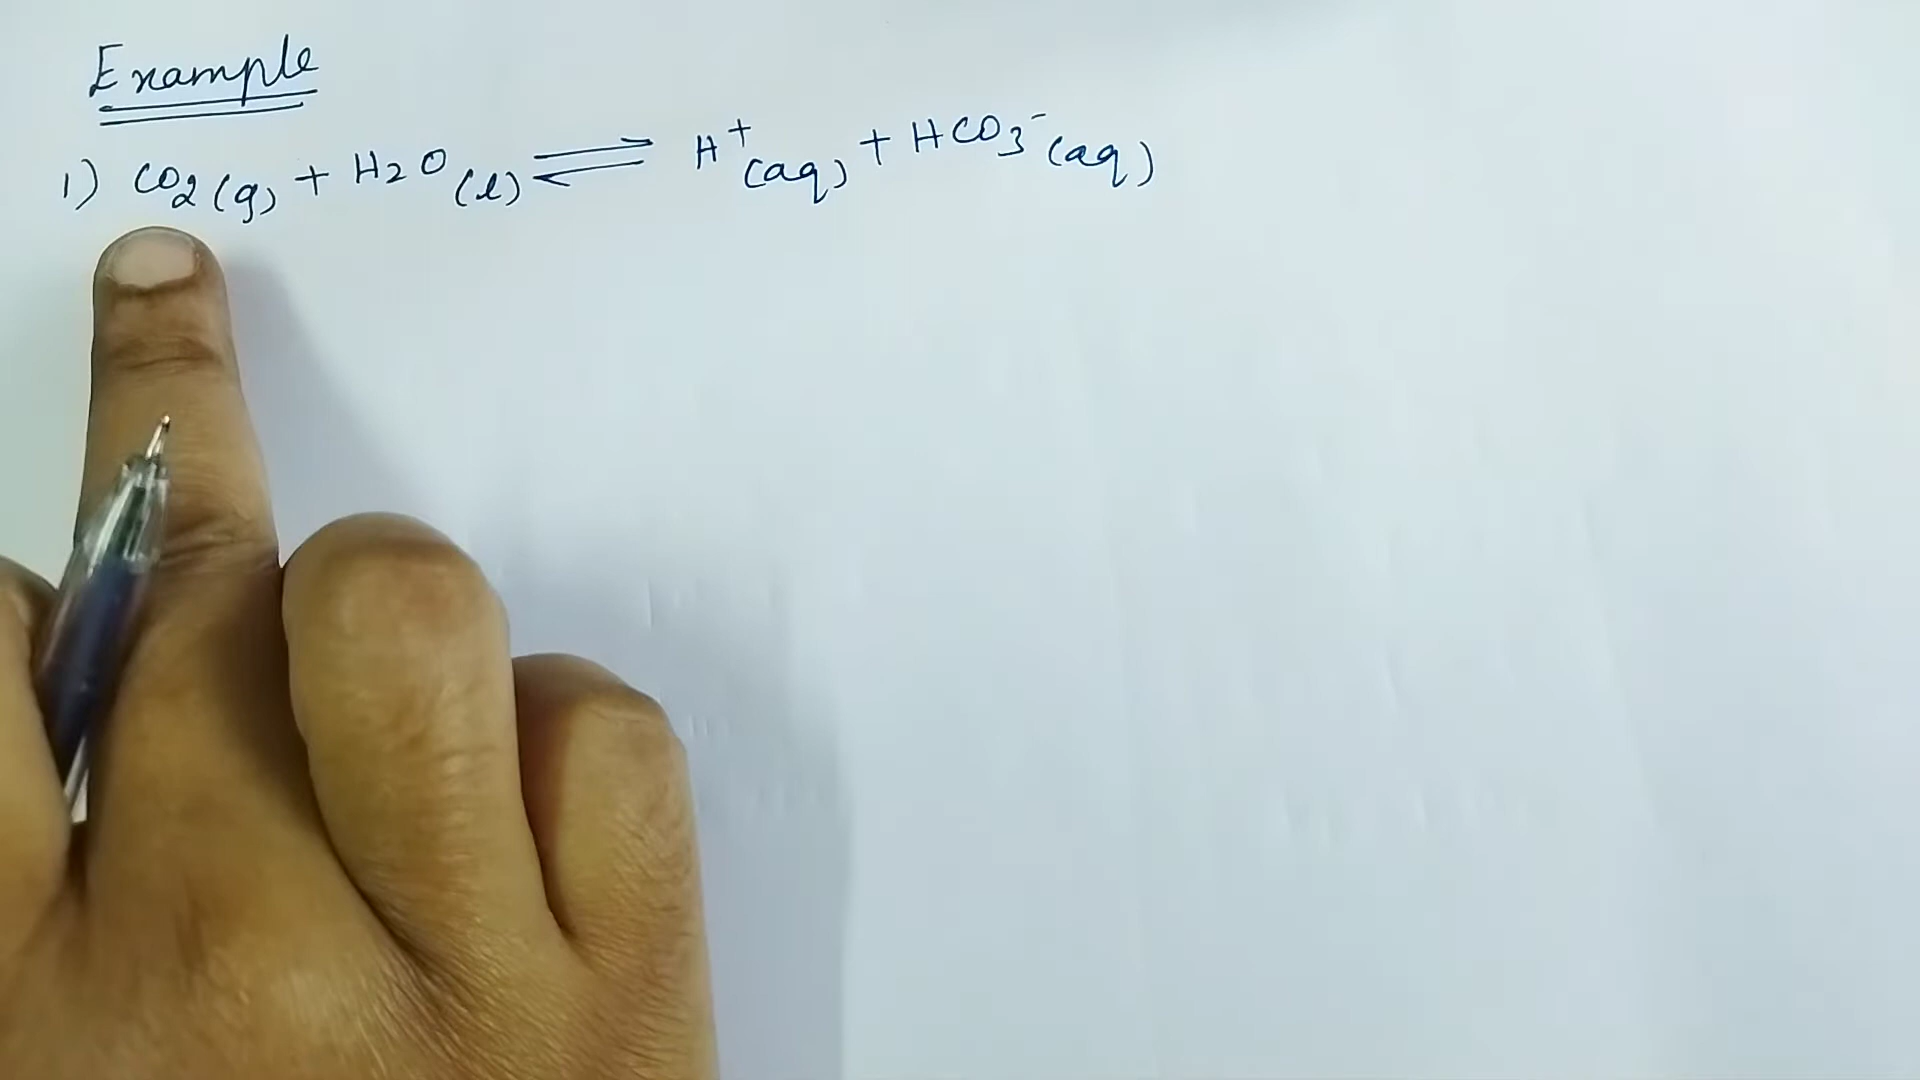 Example
1) CO2(g) + H2O(l) ⇌ H+(aq) + HCO3-(aq)